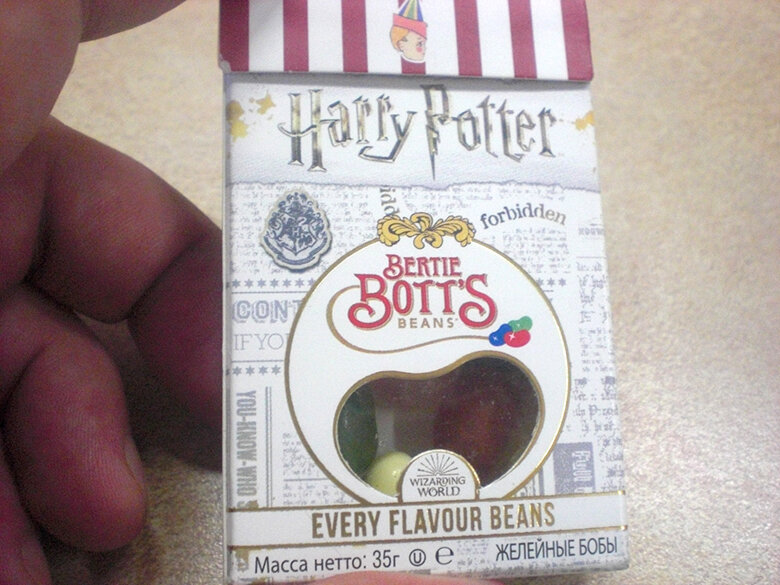 Harry Potter
forbidden
BERTIE
BOTT'S
BEANS
CONT
IF YO
YOU-KNOW-WHO
WIZARDING
WORLD
EVERY FLAVOUR BEANS
Масса нетто: 35г U e
ЖЕЛЕЙНЫЕ БОБЫ